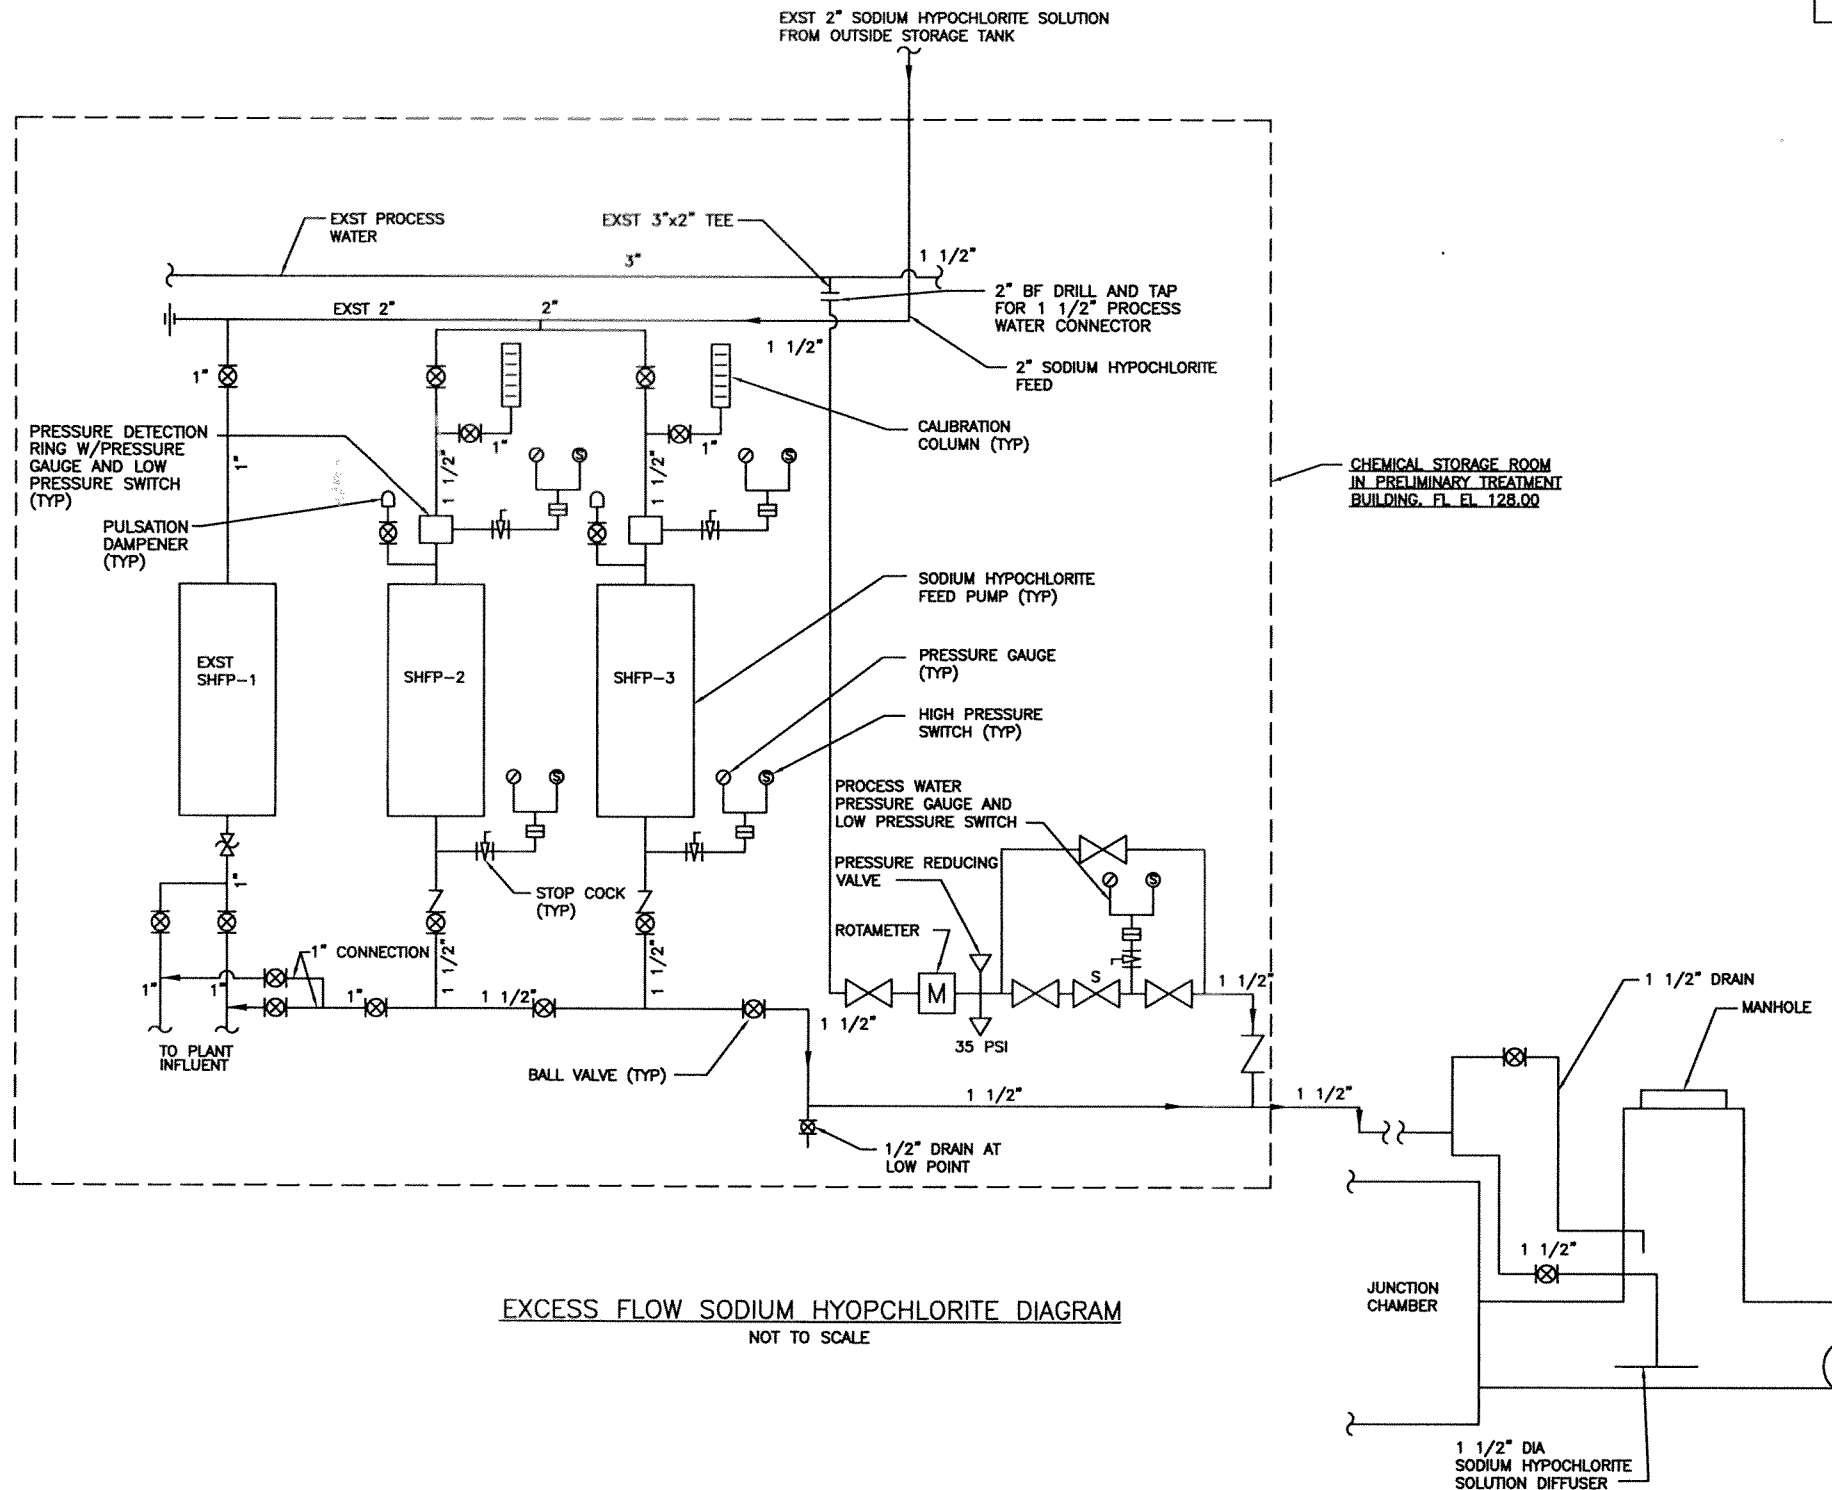 EXST 2" SODIUM HYPOCHLORITE SOLUTION
FROM OUTSIDE STORAGE TANK
EXST PROCESS
WATER
EXST 3"x2" TEE
3"
1 1/2"
2" BF DRILL AND TAP
FOR 1 1/2" PROCESS
WATER CONNECTOR
EXST 2"
2"
1 1/2"
2" SODIUM HYPOCHLORITE
FEED
1"
PRESSURE DETECTION
RING W/PRESSURE
GAUGE AND LOW
PRESSURE SWITCH
(TYP)
1"
1"
1"
CALIBRATION
COLUMN (TYP)
1 1/2"
1 1/2"
S
S
CHEMICAL STORAGE ROOM
IN PRELIMINARY TREATMENT
BUILDING. FL EL 128.00
PULSATION
DAMPENER
(TYP)
SODIUM HYPOCHLORITE
FEED PUMP (TYP)
EXST
SHFP-1
SHFP-2
SHFP-3
PRESSURE GAUGE
(TYP)
HIGH PRESSURE
SWITCH (TYP)
S
S
PROCESS WATER
PRESSURE GAUGE AND
LOW PRESSURE SWITCH
PRESSURE REDUCING
VALVE
S
1"
STOP COCK
(TYP)
ROTAMETER
1" CONNECTION
1 1/2"
1 1/2"
1"
1"
1"
1 1/2"
M
S
1 1/2"
1 1/2"
35 PSI
1 1/2" DRAIN
MANHOLE
TO PLANT
INFLUENT
BALL VALVE (TYP)
1 1/2"
1 1/2"
1/2" DRAIN AT
LOW POINT
1 1/2"
JUNCTION
CHAMBER
EXCESS FLOW SODIUM HYOPCHLORITE DIAGRAM
NOT TO SCALE
1 1/2" DIA
SODIUM HYPOCHLORITE
SOLUTION DIFFUSER